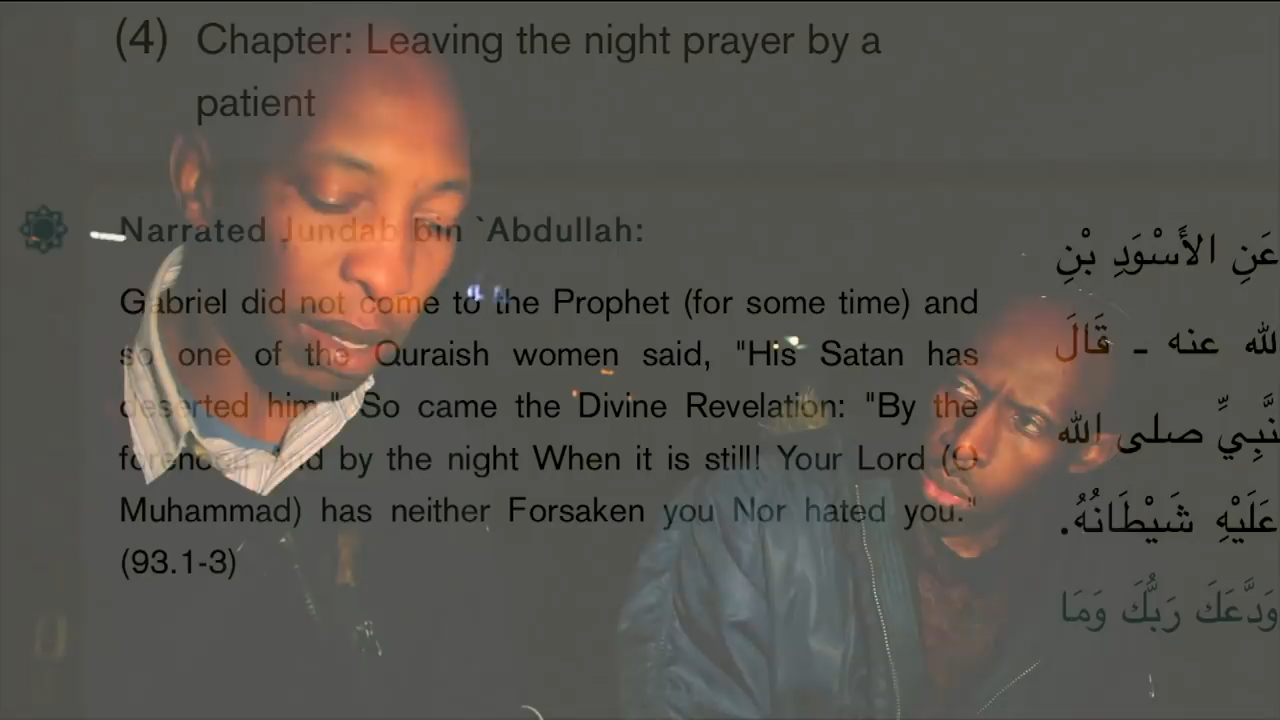 (4) Chapter: Leaving the night prayer by a
patient
Narrated Jundab bin `Abdullah:
Gabriel did not come to the Prophet (for some time) and
so one of the Quraish women said, "His Satan has
deserted him." So came the Divine Revelation: "By the
forenoon and by the night When it is still! Your Lord (O
Muhammad) has neither Forsaken you Nor hated you."
(93.1-3)
عَنِ الأَسْوَدِ بْنِ
لله عنه ـ قَالَ
نَّبِيِّ صلى الله
عَلَيْهِ شَيْطَانُهُ.
وَدَّعَكَ رَبُّكَ وَمَا